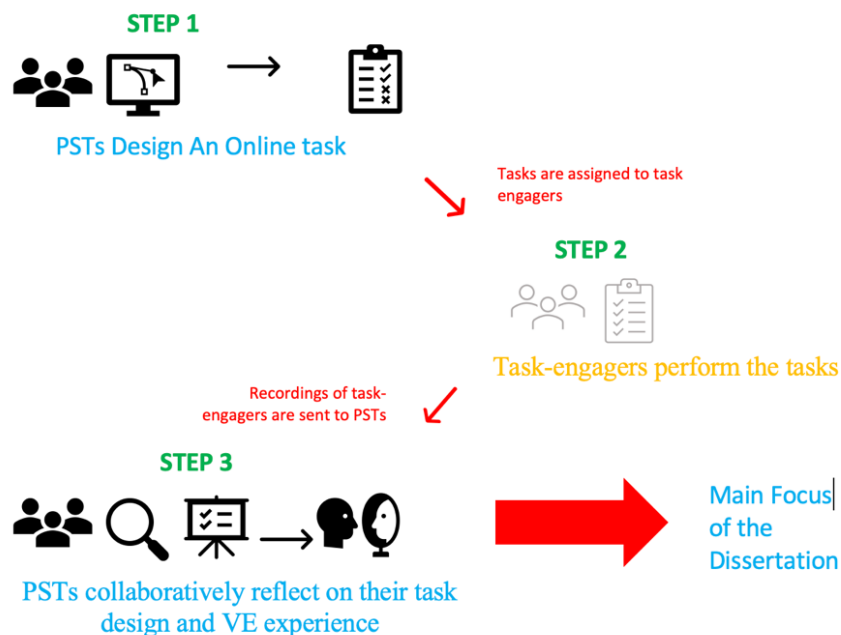 STEP 1
PSTs Design An Online task
Tasks are assigned to task
engagers
STEP 2
Task-engagers perform the tasks
Recordings of task-
engagers are sent to PSTs
STEP 3
Main Focus
of the
Dissertation
PSTs collaboratively reflect on their task
design and VE experience